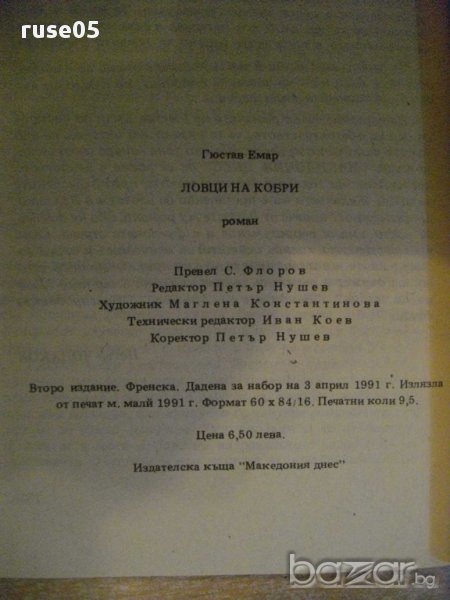 ruse05
Гюстав Емар
ЛОВЦИ НА КОБРИ
роман
Превел С. Флоров
Редактор Петър Нушев
Художник Маглена Константинова
Технически редактор Иван Коев
Коректор Петър Нушев
Второ издание. Френска. Дадена за набор на 3 април 1991 г. Излязла
от печат м. малй 1991 г. Формат 60 х 84/16. Печатни коли 9,5.
Цена 6,50 лева.
Издателска къща "Македония днес"
bazar.bg